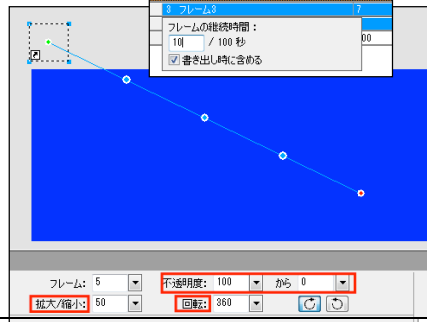 3 フレーム3 7
フレームの継続時間：
10 / 100 秒
00
書き出し時に含める
フレーム: 5 不透明度: 100 から 0
拡大/縮小: 50 回転: 360